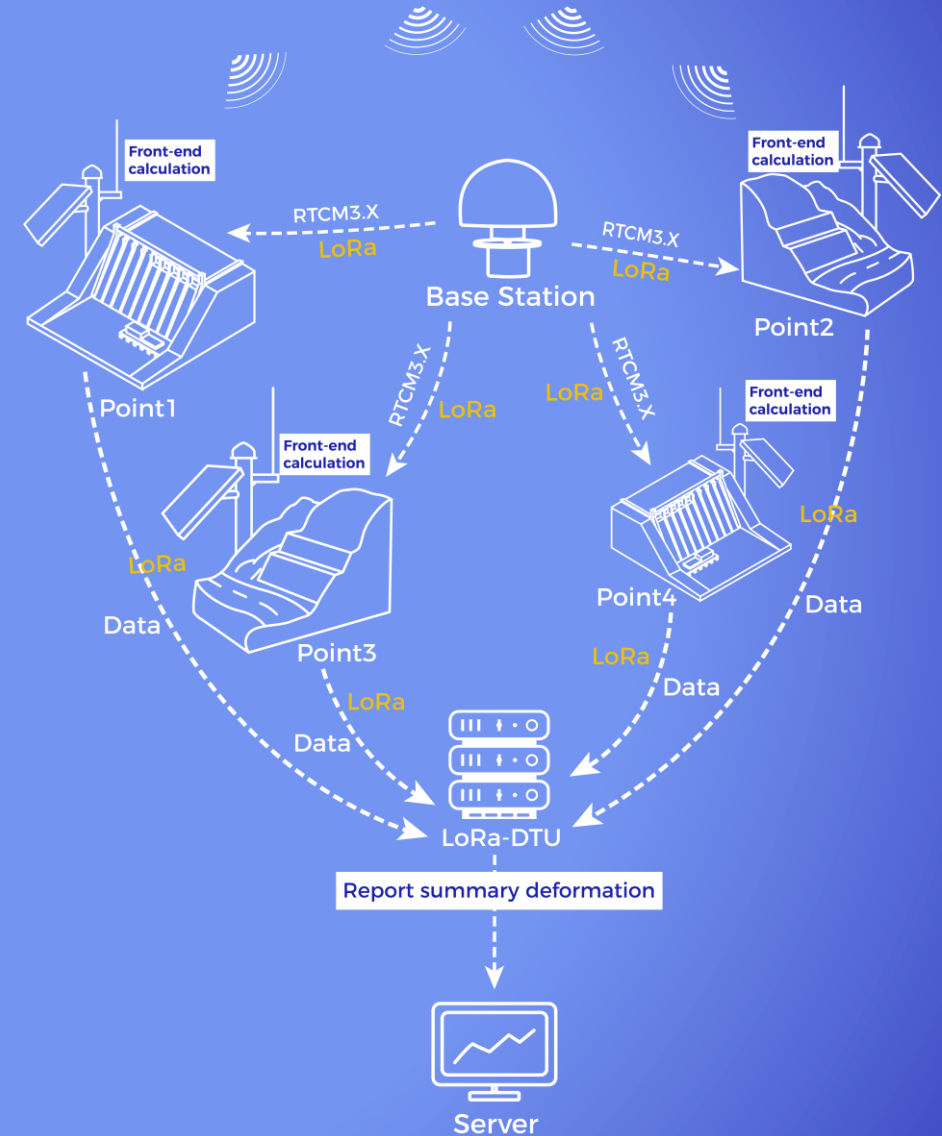 Front-end
calculation
Front-end
calculation
RTCM3.X
LoRa
RTCM3.X
LoRa
Base Station
Point2
Point1
RTCM3.X
LoRa
RTCM3.X
LoRa
Front-end
calculation
Front-end
calculation
LoRa
LoRa
Point4
Data
Data
Point3
LoRa
Data
LoRa
Data
LoRa-DTU
Report summary deformation
Server